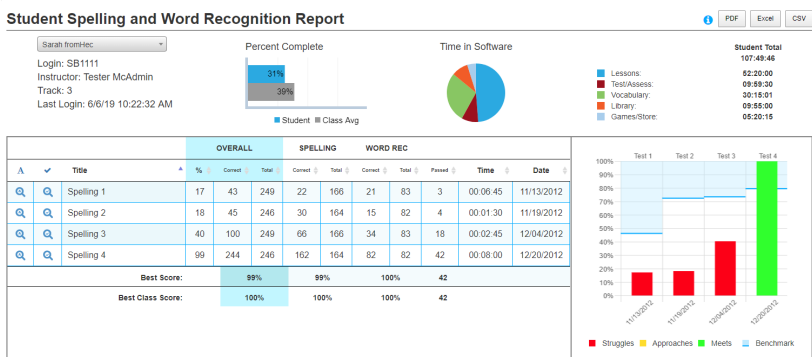 Student Spelling and Word Recognition Report
PDF Excel CSV
Sarah fromHec
Login: SB1111
Instructor: Tester McAdmin
Track: 3
Last Login: 6/6/19 10:22:32 AM
Percent Complete
31%
39%
Student Class Avg
Time in Software
Student Total
107:49:46
Lessons: 52:20:00
Test/Assess: 09:59:30
Vocabulary: 30:15:01
Library: 09:55:00
Games/Store: 05:20:15
OVERALL SPELLING WORD REC
A Title % Correct Total Correct Total Correct Total Passed Time Date
Spelling 1 17 43 249 22 166 21 83 3 00:06:45 11/13/2012
Spelling 2 18 45 246 30 164 15 82 4 00:01:30 11/19/2012
Spelling 3 40 100 249 66 166 34 83 18 00:02:45 12/04/2012
Spelling 4 99 244 246 162 164 82 82 42 00:08:00 12/20/2012
Best Score: 99% 99% 100% 42
Best Class Score: 100% 100% 100% 42
Test 1 Test 2 Test 3 Test 4
100%
90%
80%
70%
60%
50%
40%
30%
20%
10%
0%
11/13/2012 11/19/2012 12/04/2012 12/20/2012
Struggles Approaches Meets Benchmark